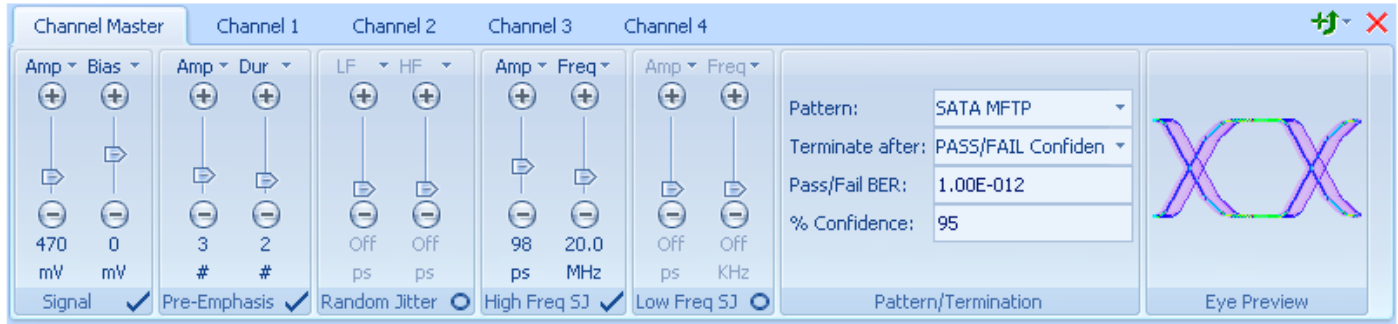 Channel Master Channel 1 Channel 2 Channel 3 Channel 4
Amp Bias Amp Dur LF HF Amp Freq Amp Freq
Pattern: SATA MFTP
Terminate after: PASS/FAIL Confiden
Pass/Fail BER: 1.00E-012
% Confidence: 95
470 0 3 2 Off Off 98 20.0 Off Off
mV mV # # ps ps ps MHz ps KHz
Signal Pre-Emphasis Random Jitter High Freq SJ Low Freq SJ Pattern/Termination Eye Preview